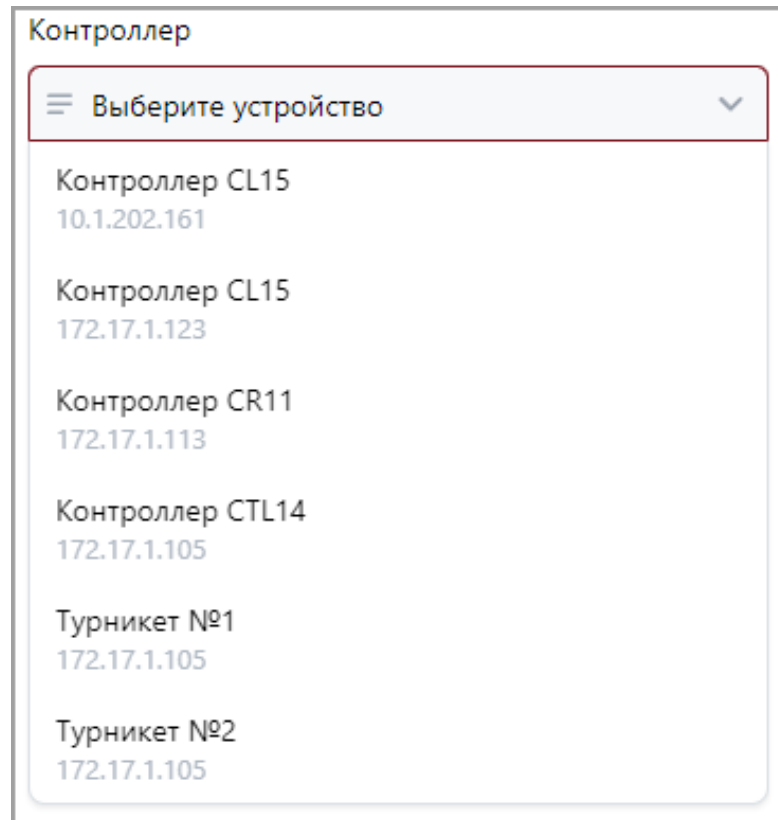 Контроллер
Выберите устройство
Контроллер CL15
10.1.202.161
Контроллер CL15
172.17.1.123
Контроллер CR11
172.17.1.113
Контроллер CTL14
172.17.1.105
Турникет №1
172.17.1.105
Турникет №2
172.17.1.105